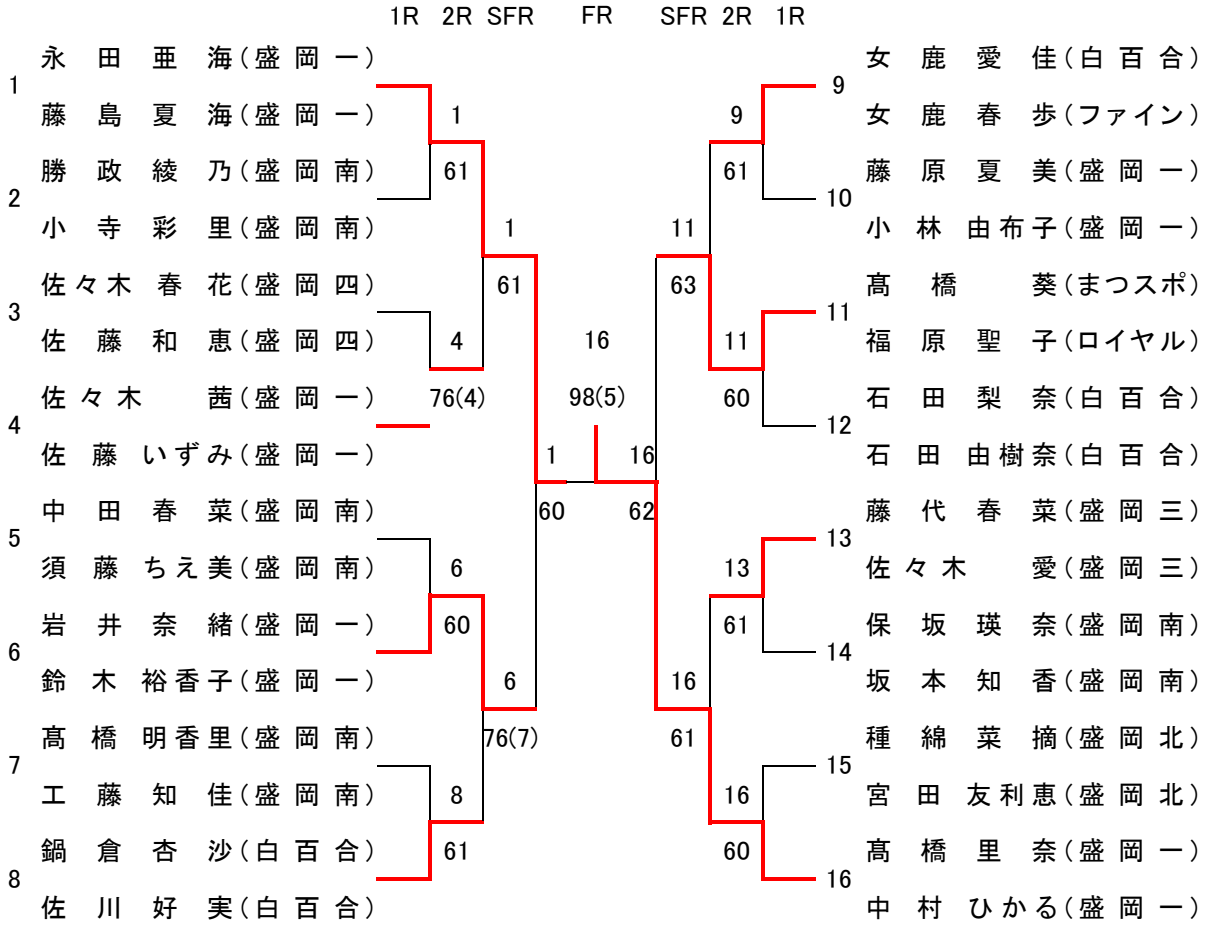 1R 2R SFR FR SFR 2R 1R
永田亜海(盛岡一) 女鹿愛佳(白百合)
1 9
藤島夏海(盛岡一) 1 9 女鹿春歩(ファイン)
勝政綾乃(盛岡南) 61 61 藤原夏美(盛岡一)
2 10
小寺彩里(盛岡南) 1 11 小林由布子(盛岡一)
佐々木春花(盛岡四) 61 63 髙橋葵(まつスポ)
3 11
佐藤和恵(盛岡四) 4 16 11 福原聖子(ロイヤル)
佐々木茜(盛岡一) 76(4) 98(5) 60 石田梨奈(白百合)
4 12
佐藤いずみ(盛岡一) 1 16 石田由樹奈(白百合)
中田春菜(盛岡南) 60 62 藤代春菜(盛岡三)
5 13
須藤ちえ美(盛岡南) 6 13 佐々木愛(盛岡三)
岩井奈緒(盛岡一) 60 61 保坂瑛奈(盛岡南)
6 14
鈴木裕香子(盛岡一) 6 16 坂本知香(盛岡南)
髙橋明香里(盛岡南) 76(7) 61 種綿菜摘(盛岡北)
7 15
工藤知佳(盛岡南) 8 16 宮田友利恵(盛岡北)
鍋倉杏沙(白百合) 61 60 髙橋里奈(盛岡一)
8 16
佐川好実(白百合) 中村ひかる(盛岡一)